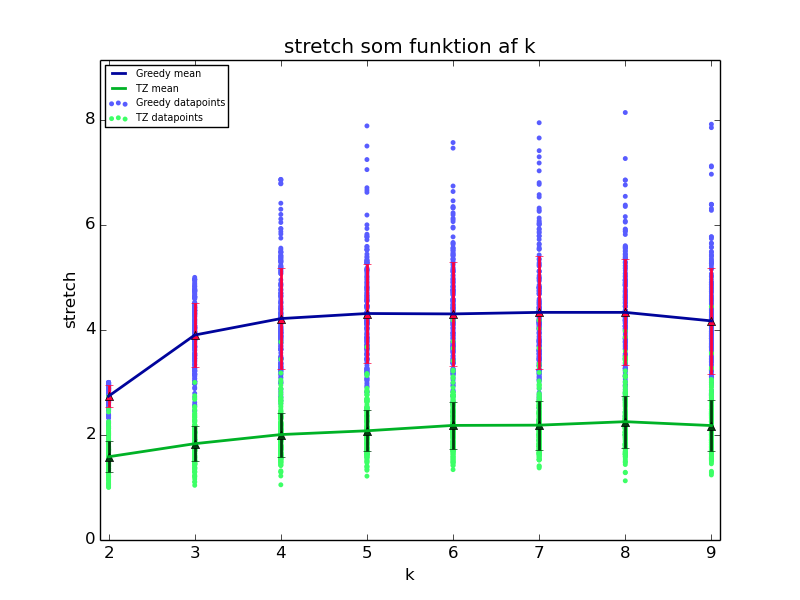 stretch som funktion af k
Greedy mean
TZ mean
Greedy datapoints
TZ datapoints
8
6
stretch
4
2
0
2 3 4 5 6 7 8 9
k